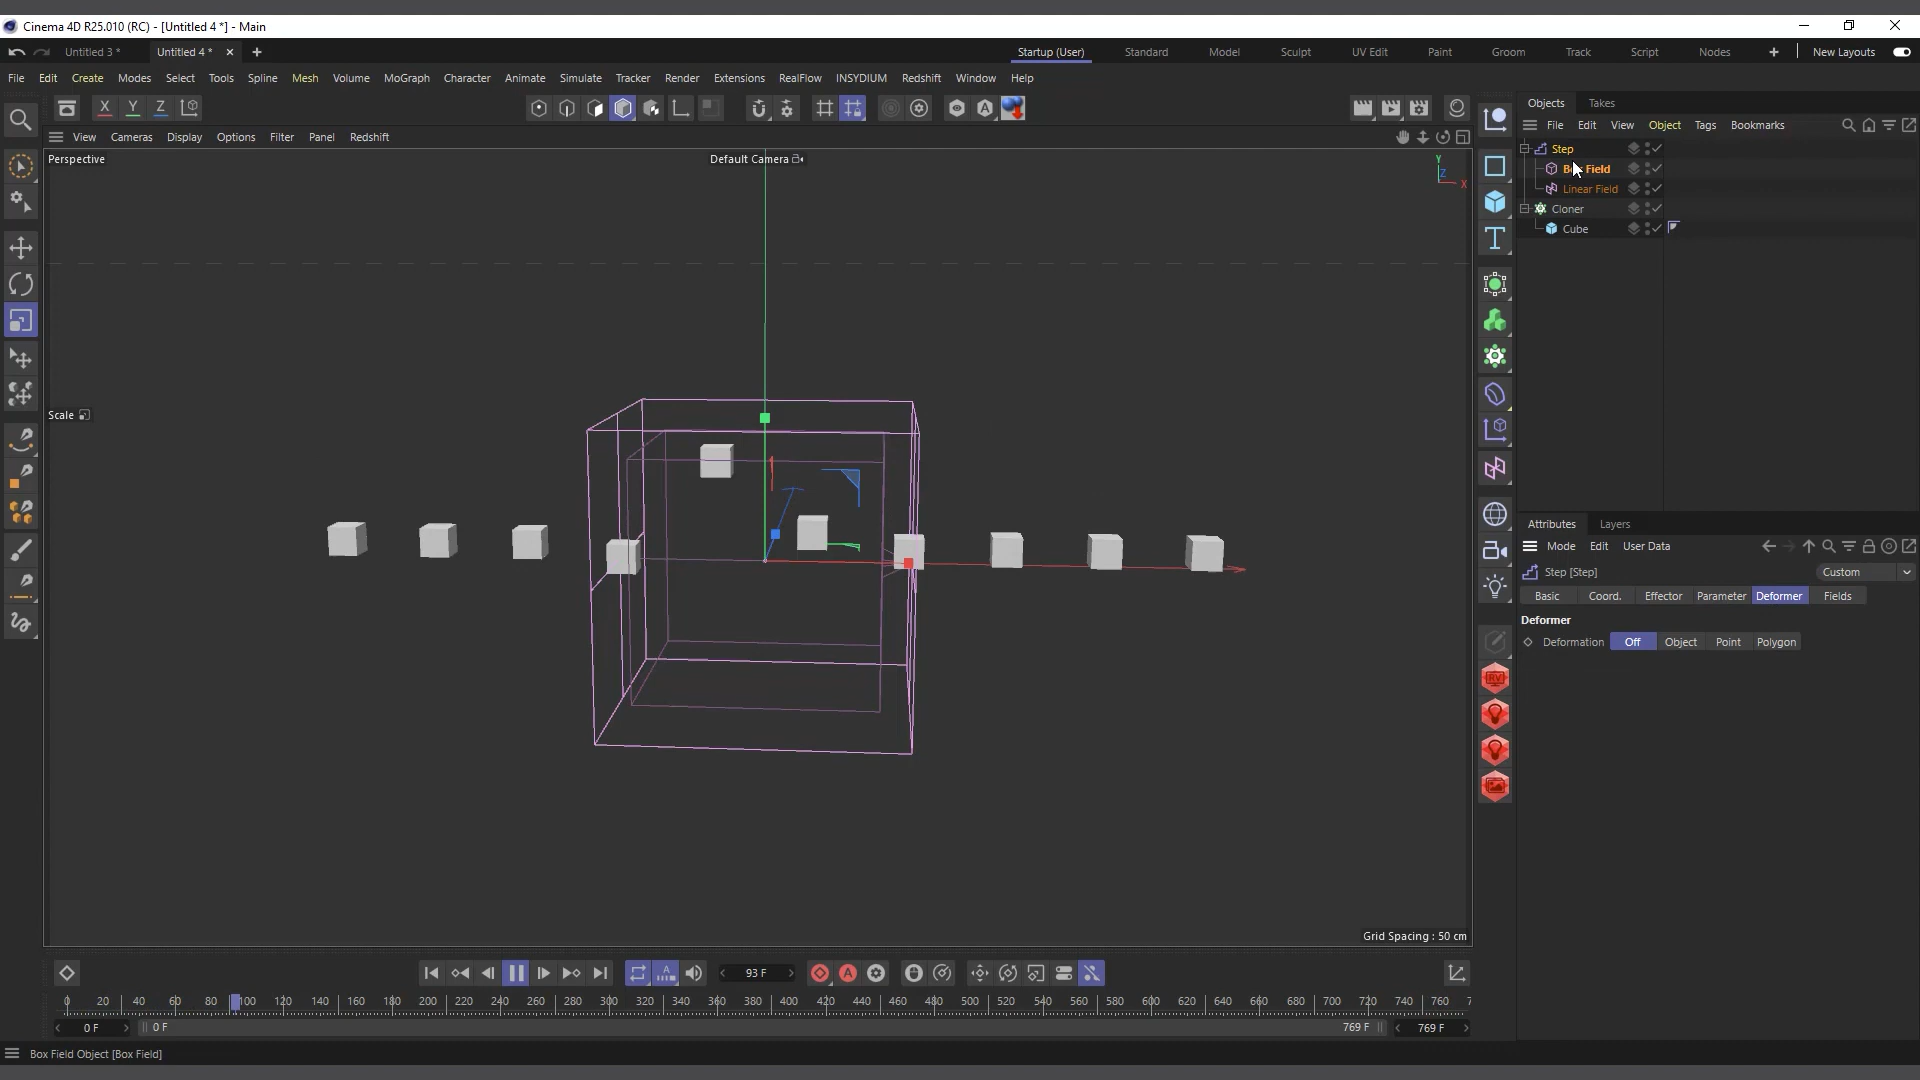 Cinema 4D R25.010 (RC) - [Untitled 4 *] - Main
Untitled 3 *
Untitled 4 *
Startup (User)
Standard
Model
Sculpt
UV Edit
Paint
Groom
Track
Script
Nodes
New Layouts
File
Edit
Create
Modes
Select
Tools
Spline
Mesh
Volume
MoGraph
Character
Animate
Simulate
Tracker
Render
Extensions
RealFlow
INSYDIUM
Redshift
Window
Help
X
Y
Z
Objects
Takes
View
Cameras
Display
Options
Filter
Panel
Redshift
File
Edit
View
Object
Tags
Bookmarks
Perspective
Default Camera
Y
Z
X
Step
Field
Linear Field
Cloner
Cube
Scale
Attributes
Layers
Mode
Edit
User Data
Step [Step]
Custom
Basic
Coord.
Effector
Parameter
Deformer
Fields
Deformer
Deformation
Off
Object
Point
Polygon
RV
Grid Spacing : 50 cm
A
93 F
A
0
20
40
60
80
100
120
140
160
180
200
220
240
260
280
300
320
340
360
380
400
420
440
460
480
500
520
540
560
580
600
620
640
660
680
700
720
740
760
0 F
0 F
769 F
769 F
Box Field Object [Box Field]